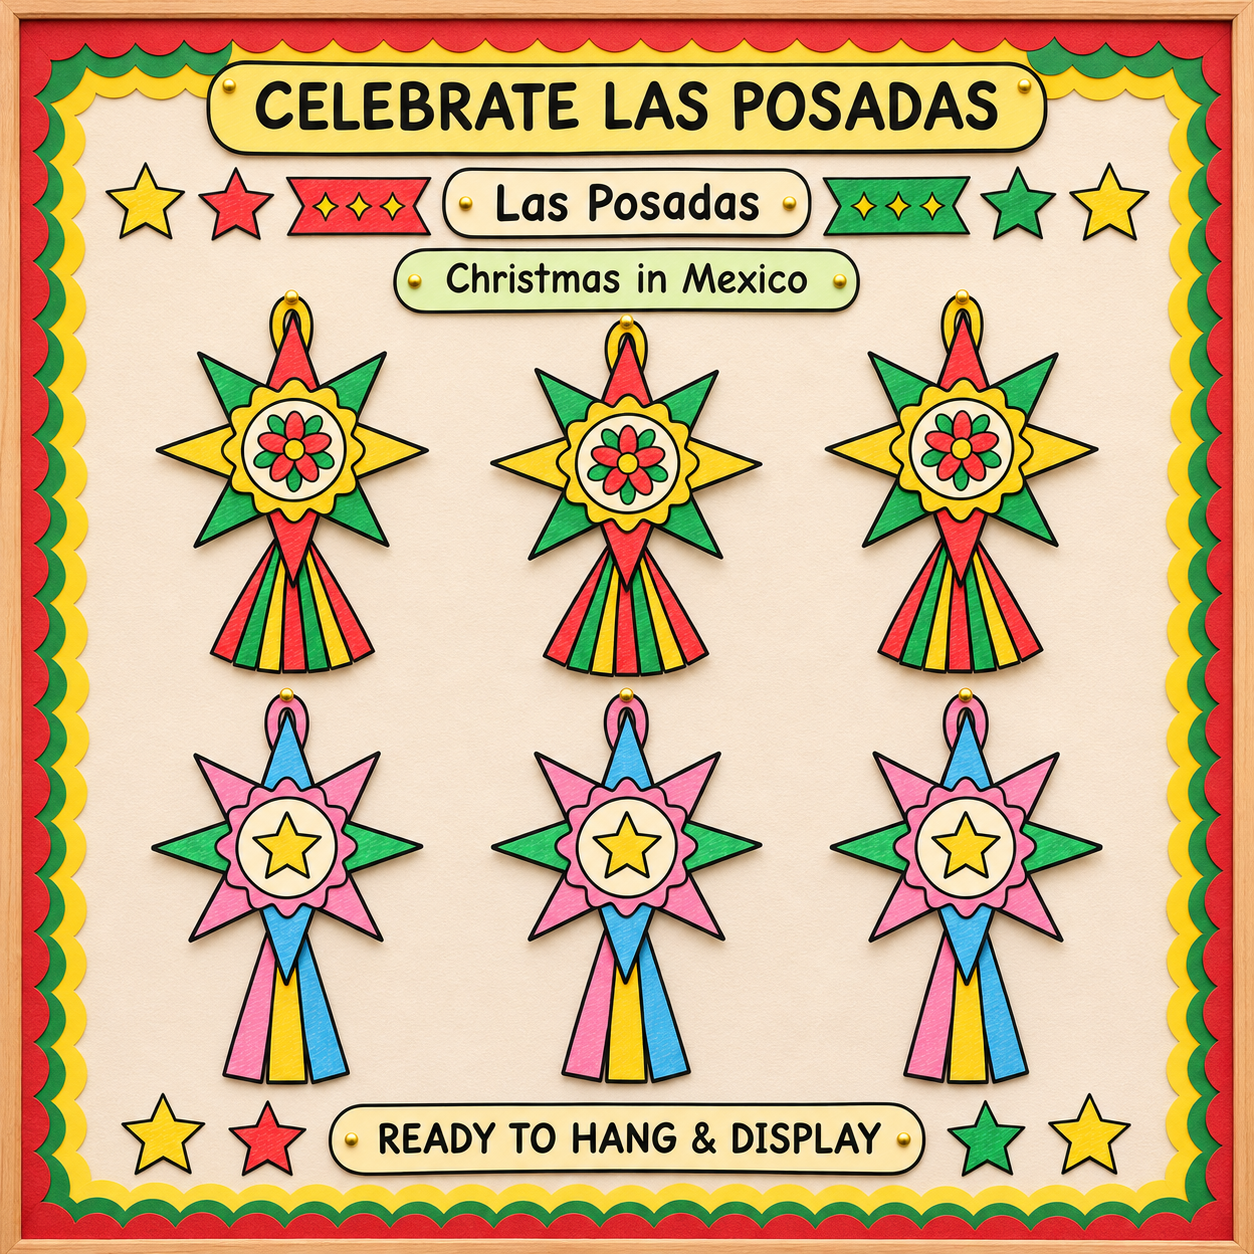 CELEBRATE LAS POSADAS
Las Posadas
Christmas in Mexico
READY TO HANG & DISPLAY